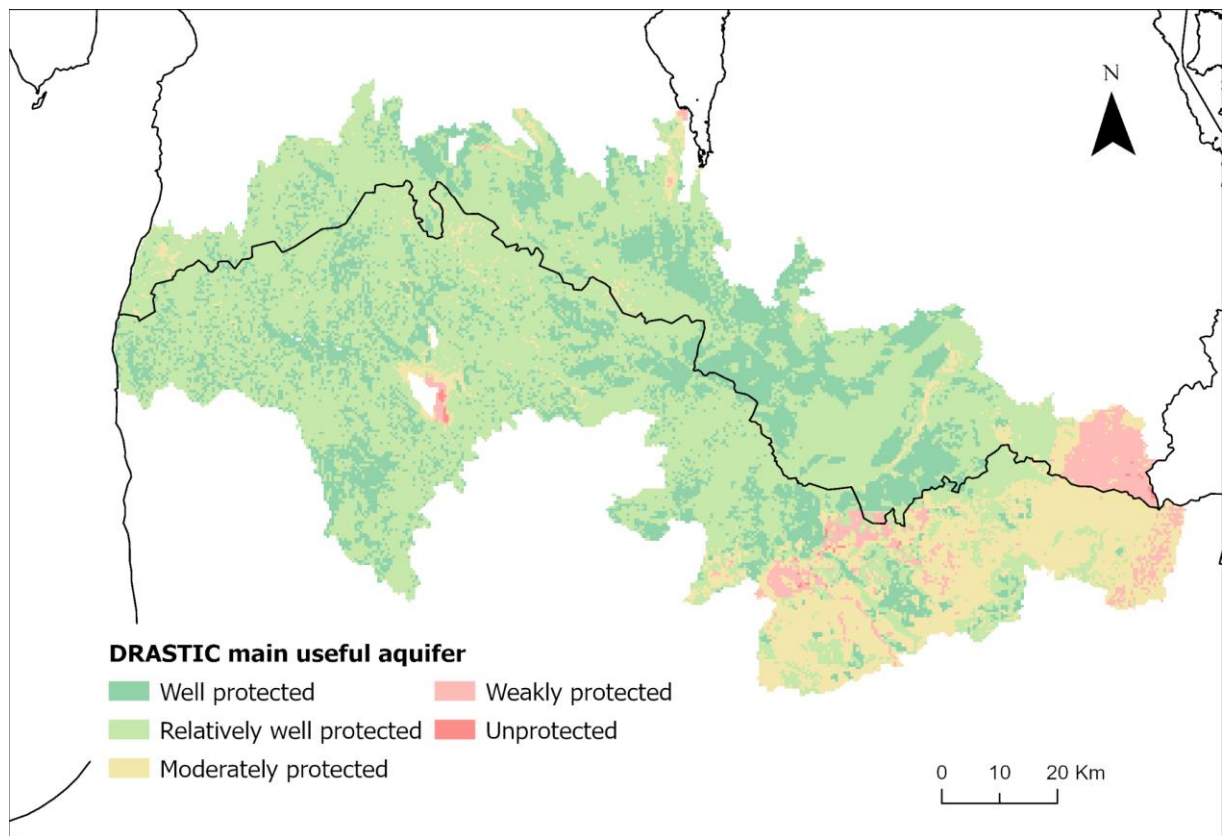 N
DRASTIC main useful aquifer
Well protected
Relatively well protected
Moderately protected
Weakly protected
Unprotected
0 10 20 Km